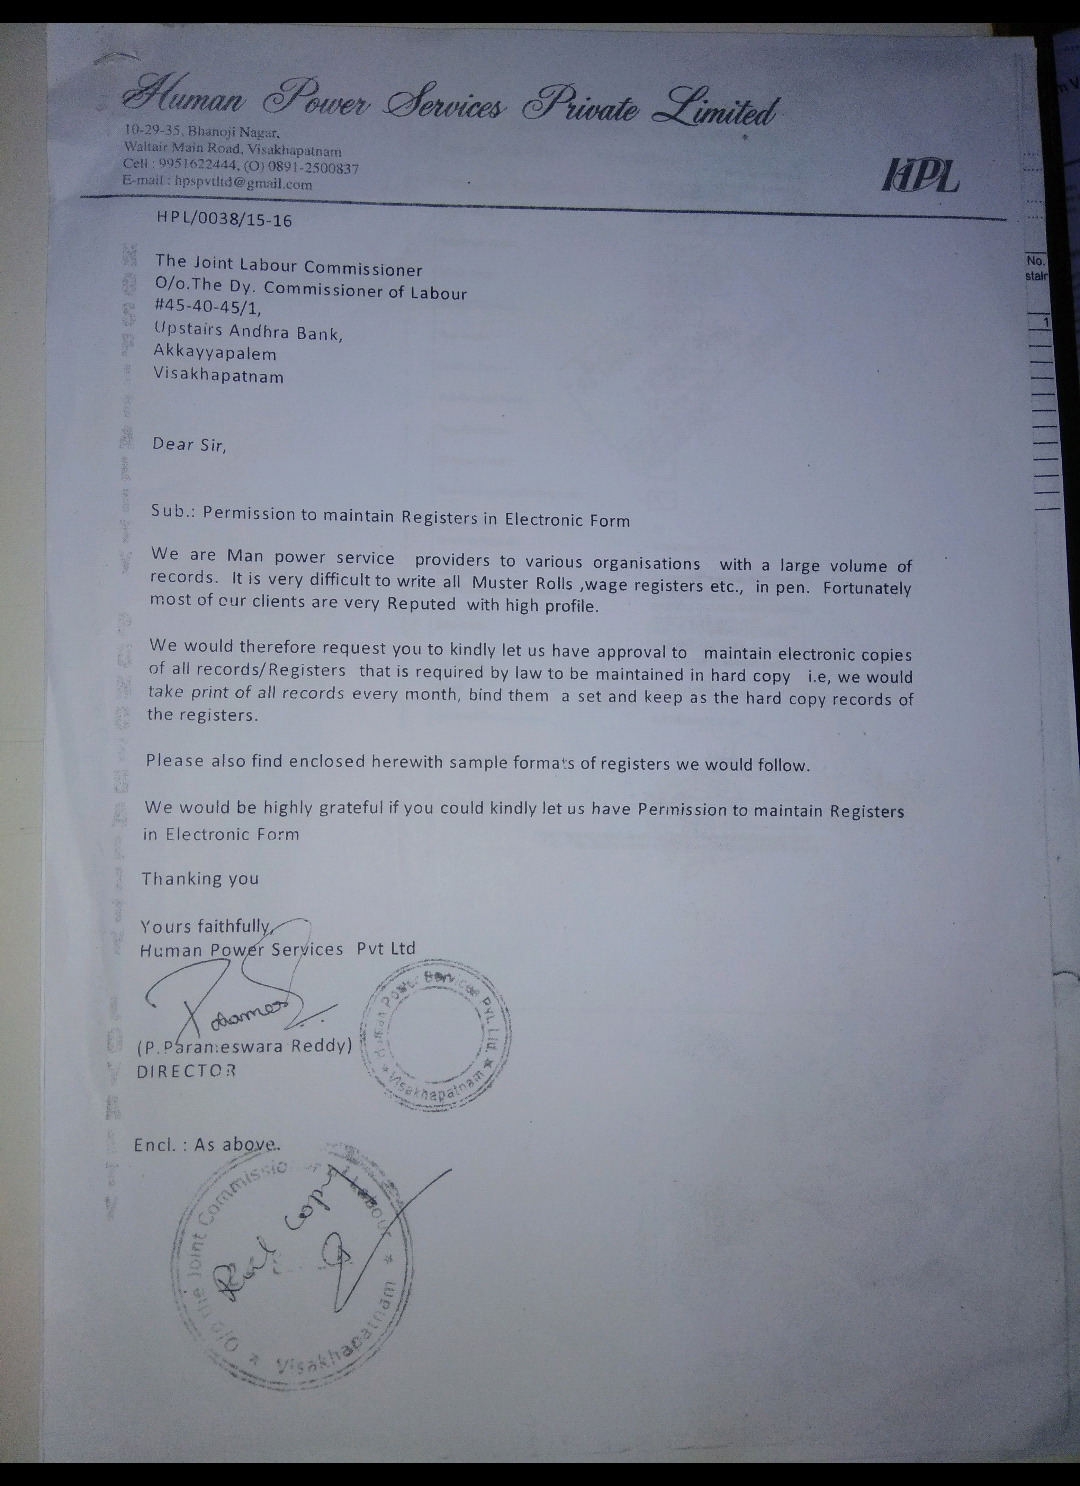 Human Power Services Private Limited
10-29-35, Bhanoji Nagar,
Waltair Main Road, Visakhapatnam
Cell : 9951622444, (O) 0891-2500837
E-mail : hpspvtltd@gmail.com
HPL
HPL/0038/15-16
The Joint Labour Commissioner
O/o.The Dy. Commissioner of Labour
#45-40-45/1,
Upstairs Andhra Bank,
Akkayyapalem
Visakhapatnam
Dear Sir,
Sub.: Permission to maintain Registers in Electronic Form
We are Man power service providers to various organisations with a large volume of
records. It is very difficult to write all Muster Rolls ,wage registers etc., in pen. Fortunately
most of our clients are very Reputed with high profile.
We would therefore request you to kindly let us have approval to maintain electronic copies
of all records/Registers that is required by law to be maintained in hard copy i.e, we would
take print of all records every month, bind them a set and keep as the hard copy records of
the registers.
Please also find enclosed herewith sample formats of registers we would follow.
We would be highly grateful if you could kindly let us have Permission to maintain Registers
in Electronic Form
Thanking you
Yours faithfully,
Human Power Services Pvt Ltd
(P.Parameswara Reddy)
DIRECTOR
Human Power Services Pvt. Ltd.
* Visakhapatnam *
Encl. : As above.
O/o the Joint Commissioner of Labour
* Visakhapatnam *
No.
1